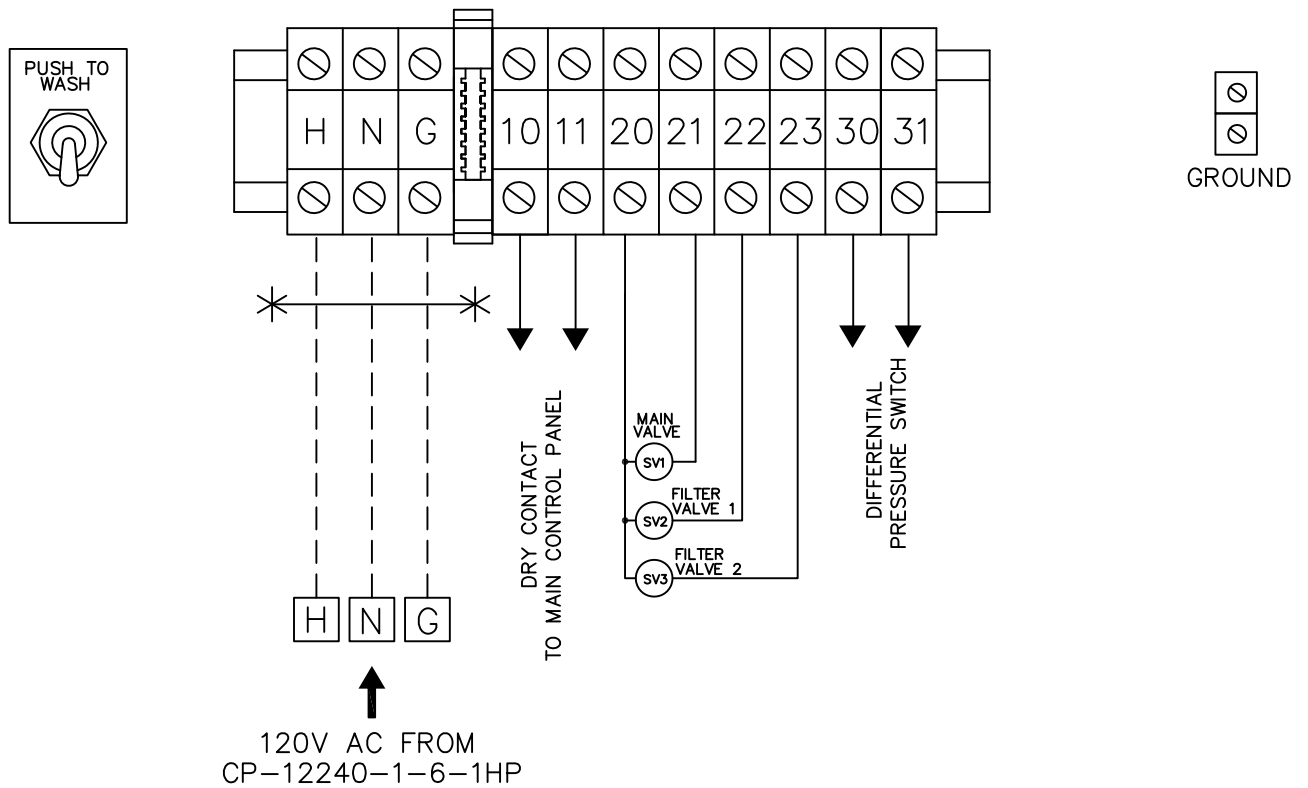 PUSH TO
WASH
H N G 10 11 20 21 22 23 30 31
GROUND
MAIN
VALVE
SV1
FILTER
VALVE 1
SV2
FILTER
VALVE 2
SV3
DRY CONTACT
TO MAIN CONTROL PANEL
DIFFERENTIAL
PRESSURE SWITCH
H N G
120V AC FROM
CP-12240-1-6-1HP